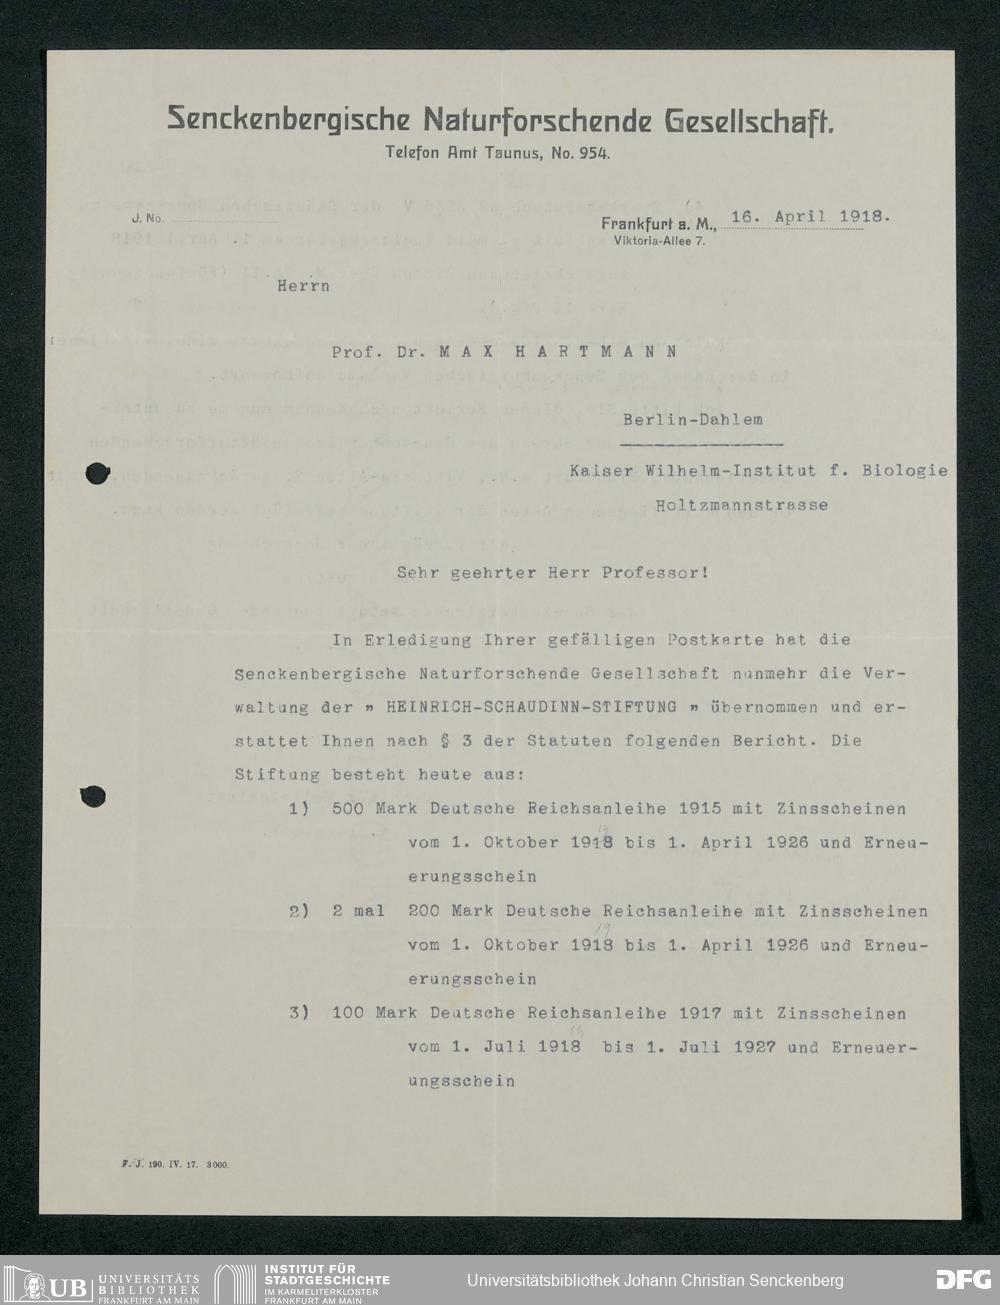 Senckenbergische Naturforschende Gesellschaft.
Telefon Amt Taunus, No. 954.
J. No.
Frankfurt a. M., 16. April 1918.
Viktoria-Allee 7.
Herrn
Prof. Dr. MAX HARTMANN
Berlin-Dahlem
Kaiser Wilhelm-Institut f. Biologie
Holtzmannstrasse
Sehr geehrter Herr Professor!
In Erledigung Ihrer gefälligen Postkarte hat die
Senckenbergische Naturforschende Gesellschaft nunmehr die Ver-
waltung der „ HEINRICH-SCHAUDINN-STIFTUNG „ übernommen und er-
stattet Ihnen nach § 3 der Statuten folgenden Bericht. Die
Stiftung besteht heute aus:
1) 500 Mark Deutsche Reichsanleihe 1915 mit Zinsscheinen
19
vom 1. Oktober 1918 bis 1. April 1926 und Erneu-
erungsschein
2) 2 mal 200 Mark Deutsche Reichsanleihe mit Zinsscheinen
19
vom 1. Oktober 1918 bis 1. April 1926 und Erneu-
erungsschein
3) 100 Mark Deutsche Reichsanleihe 1917 mit Zinsscheinen
19
vom 1. Juli 1918 bis 1. Juli 1927 und Erneuer-
ungsschein
F. J. 190. IV. 17. 3000.
UB UNIVERSITÄTS
BIBLIOTHEK
FRANKFURT AM MAIN
INSTITUT FÜR
STADTGESCHICHTE
IM KARMELITERKLOSTER
FRANKFURT AM MAIN
Universitätsbibliothek Johann Christian Senckenberg
DFG